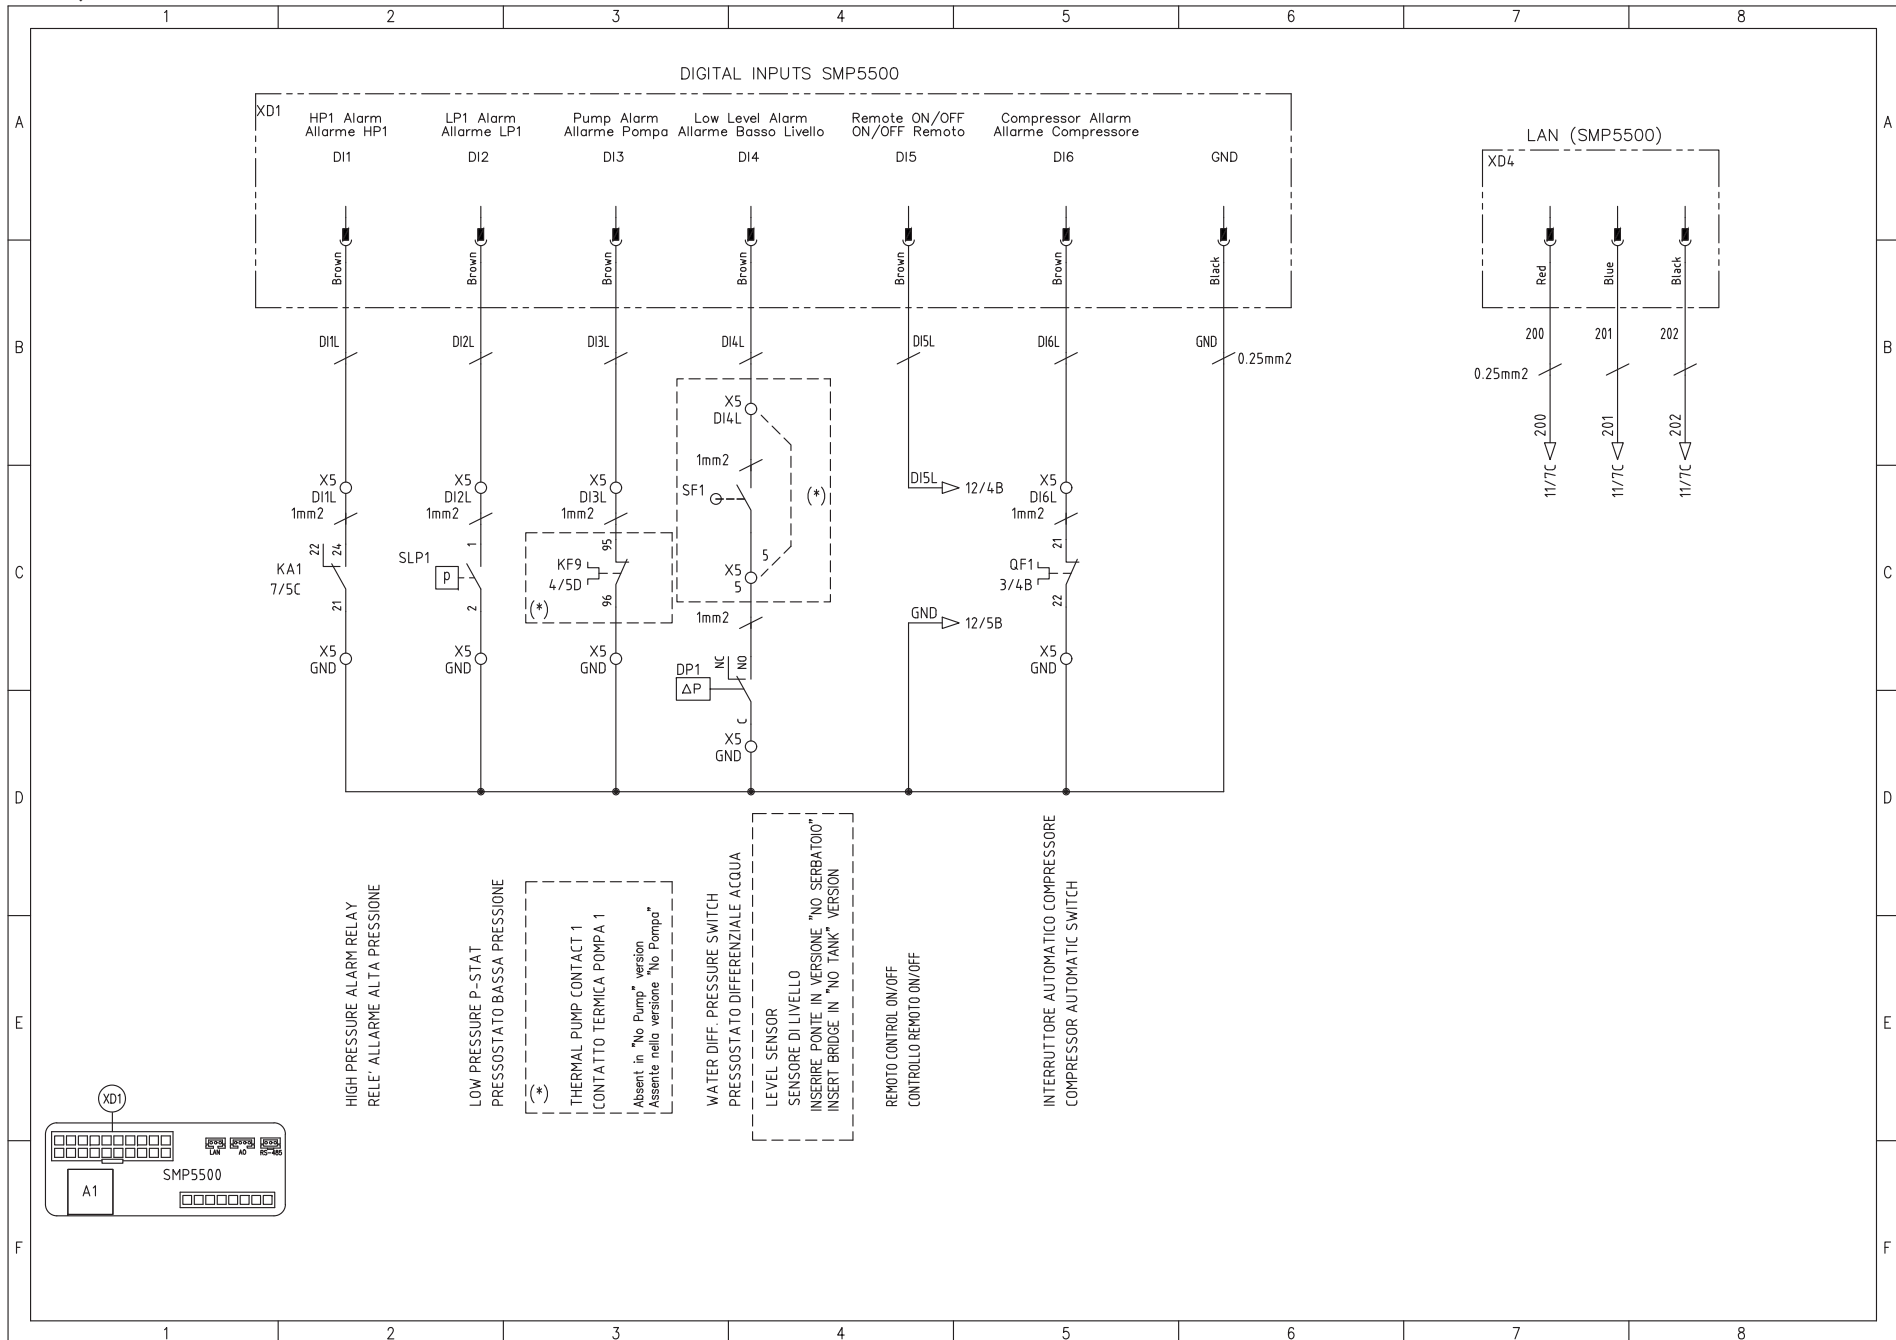 1 2 3 4 5 6 7 8
DIGITAL INPUTS SMP5500
A
XD1
HP1 Alarm
Allarme HP1
DI1
LP1 Alarm
Allarme LP1
DI2
Pump Alarm
Allarme Pompa
DI3
Low Level Alarm
Allarme Basso Livello
DI4
Remote ON/OFF
ON/OFF Remoto
DI5
Compressor Allarm
Allarme Compressore
DI6
GND
LAN (SMP5500)
XD4
A
Brown
Brown
Brown
Brown
Brown
Brown
Black
Red
Blue
Black
B
DI1L
DI2L
DI3L
DI4L
DI5L
DI6L
GND
0.25mm2
200
201
202
0.25mm2
B
200
201
202
11/7C
11/7C
11/7C
X5
DI4L
1mm2
SF1
(*)
5
X5
5
1mm2
X5
DI1L
1mm2
22
24
KA1
7/5C
21
X5
GND
X5
DI2L
1mm2
1
SLP1
P
2
X5
GND
X5
DI3L
1mm2
95
KF9
4/5D
96
(*)
X5
GND
NC
NO
DP1
ΔP
C
X5
GND
DI5L
12/4B
GND
12/5B
X5
DI6L
1mm2
21
QF1
3/4B
22
X5
GND
C
C
D
D
HIGH PRESSURE ALARM RELAY
RELE' ALLARME ALTA PRESSIONE
LOW PRESSURE P-STAT
PRESSOSTATO BASSA PRESSIONE
(*)
THERMAL PUMP CONTACT 1
CONTATTO TERMICA POMPA 1
Absent in "No Pump" version
Assente nella versione "No Pompa"
WATER DIFF. PRESSURE SWITCH
PRESSOSTATO DIFFERENZIALE ACQUA
LEVEL SENSOR
SENSORE DI LIVELLO
INSERIRE PONTE IN VERSIONE "NO SERBATOIO"
INSERT BRIDGE IN "NO TANK" VERSION
REMOTO CONTROL ON/OFF
CONTROLLO REMOTO ON/OFF
INTERRUTTORE AUTOMATICO COMPRESSORE
COMPRESSOR AUTOMATIC SWITCH
E
E
XD1
LAN
AO
RS-485
SMP5500
A1
F
F
1 2 3 4 5 6 7 8